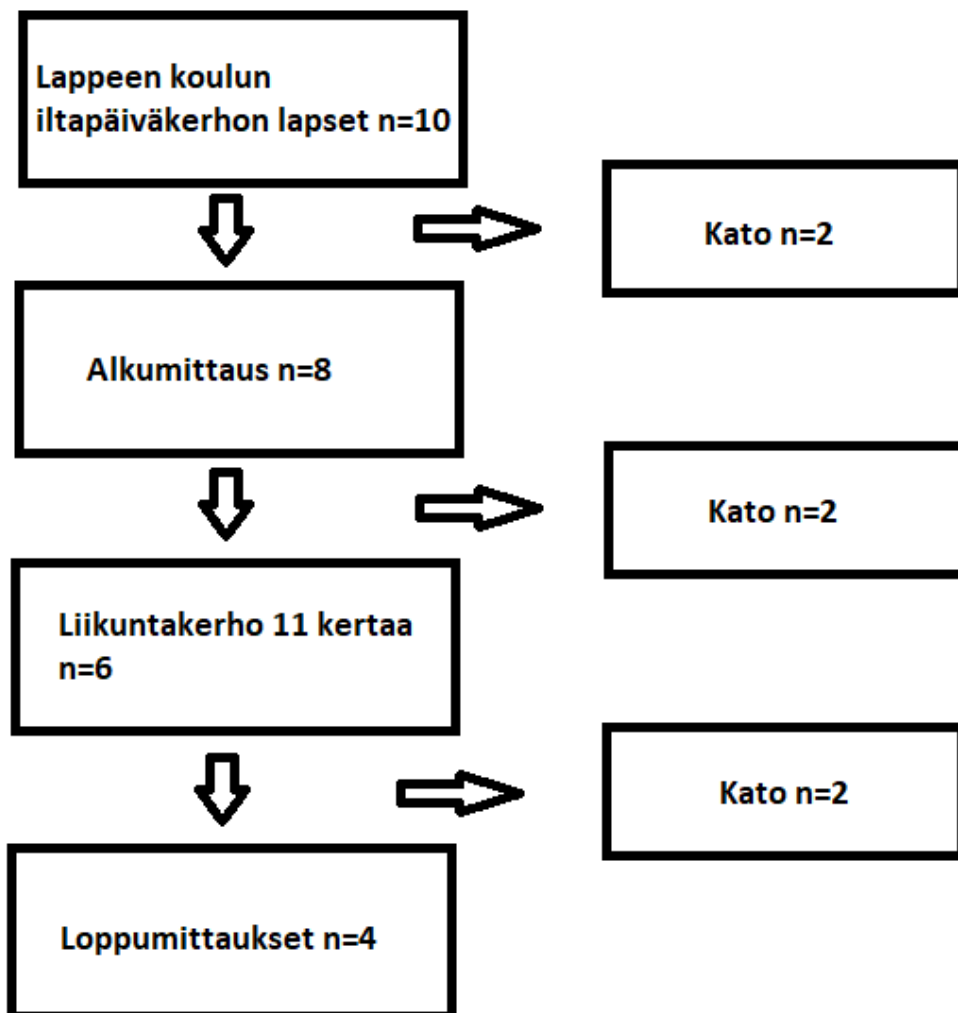 Lappeen koulun
iltapäiväkerhon lapset n=10
Kato n=2
Alkumittaus n=8
Kato n=2
Liikuntakerho 11 kertaa
n=6
Kato n=2
Loppumittaukset n=4